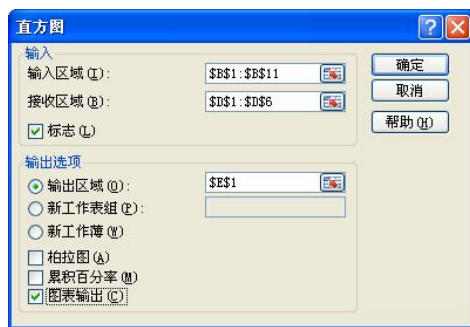 直方图
输入
输入区域(I): $B$1:$B$11
接收区域(B): $D$1:$D$6
标志(L)
确定
取消
帮助(H)
输出选项
输出区域(O): $E$1
新工作表组(P):
新工作薄(W)
柏拉图(A)
累积百分率(M)
图表输出(C)